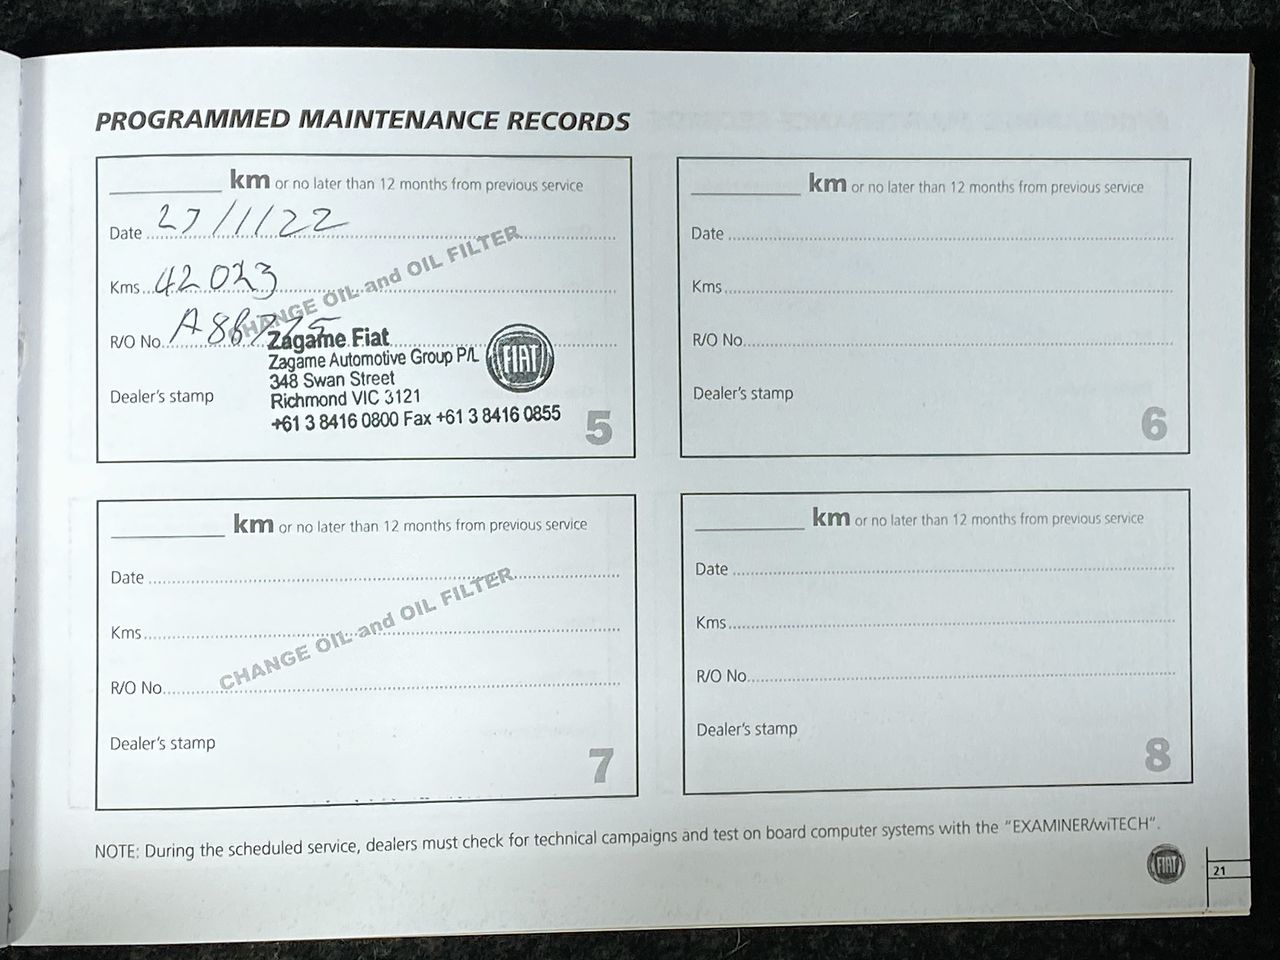 PROGRAMMED MAINTENANCE RECORDS
km or no later than 12 months from previous service
Date 27/1/22
Kms
R/O No.
CHANGE OIL and OIL FILTER
Dealer's stamp
Zagame Fiat
Zagame Automotive Group P/L
348 Swan Street
Richmond VIC 3121
+61 3 8416 0800 Fax +61 3 8416 0855
FIAT
5
km or no later than 12 months from previous service
Date
Kms
R/O No.
Dealer's stamp
6
km or no later than 12 months from previous service
Date
Kms
R/O No.
CHANGE OIL and OIL FILTER
Dealer's stamp
7
km or no later than 12 months from previous service
Date
Kms
R/O No.
Dealer's stamp
8
NOTE: During the scheduled service, dealers must check for technical campaigns and test on board computer systems with the "EXAMINER/wiTECH".
FIAT
21